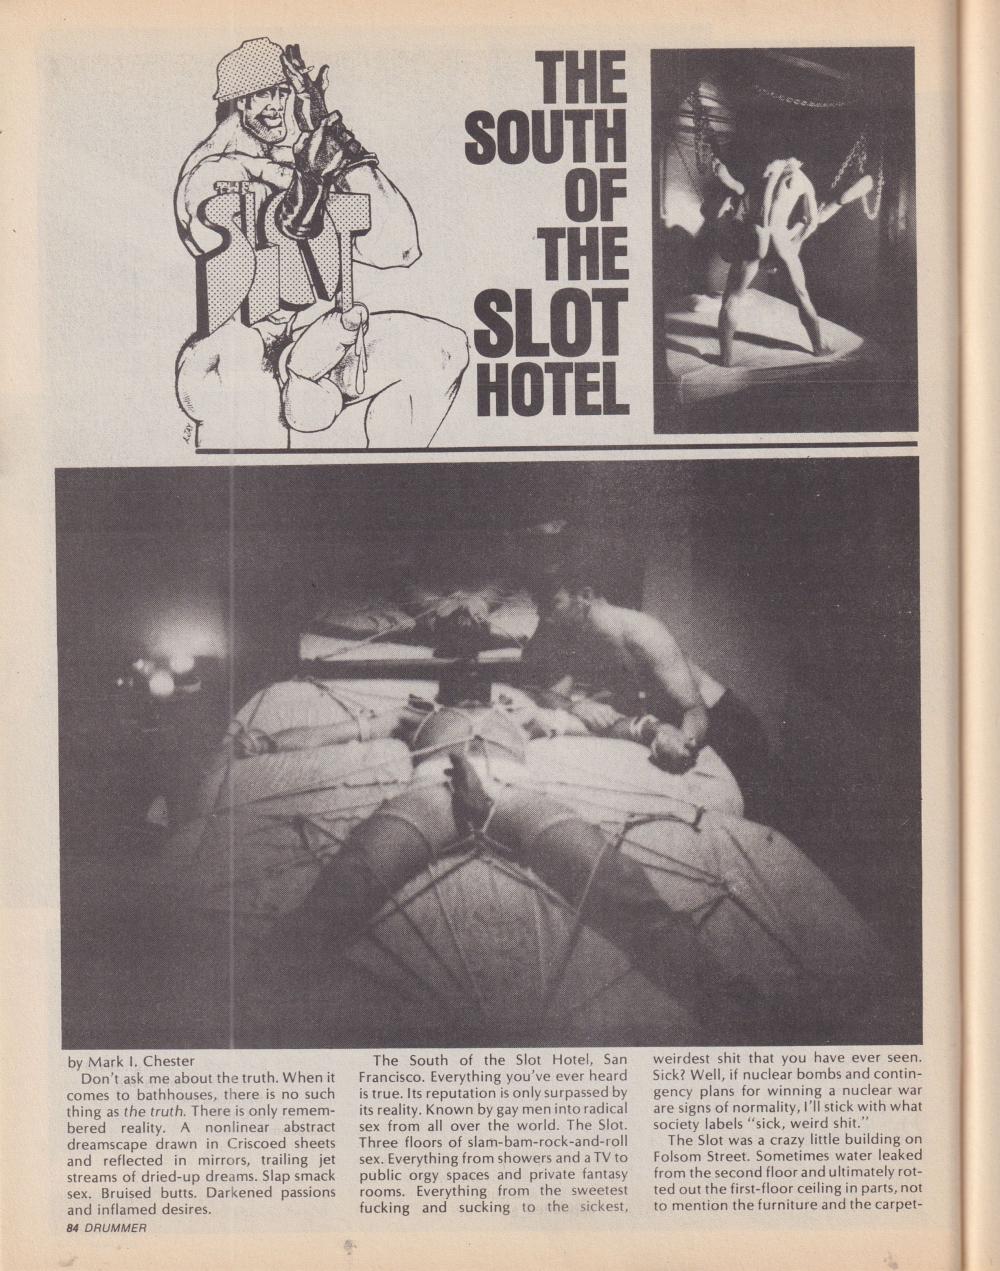 THE
SLOT
THE
SOUTH
OF
THE
SLOT
HOTEL
by Mark I. Chester
Don't ask me about the truth. When it
comes to bathhouses, there is no such
thing as the truth. There is only remem-
bered reality. A nonlinear abstract
dreamscape drawn in Criscoed sheets
and reflected in mirrors, trailing jet
streams of dried-up dreams. Slap smack
sex. Bruised butts. Darkened passions
and inflamed desires.
The South of the Slot Hotel, San
Francisco. Everything you've ever heard
is true. Its reputation is only surpassed by
its reality. Known by gay men into radical
sex from all over the world. The Slot.
Three floors of slam-bam-rock-and-roll
sex. Everything from showers and a TV to
public orgy spaces and private fantasy
rooms. Everything from the sweetest
fucking and sucking to the sickest,
weirdest shit that you have ever seen.
Sick? Well, if nuclear bombs and contin-
gency plans for winning a nuclear war
are signs of normality, I'll stick with what
society labels "sick, weird shit."
The Slot was a crazy little building on
Folsom Street. Sometimes water leaked
from the second floor and ultimately rot-
ted out the first-floor ceiling in parts, not
to mention the furniture and the carpet-
84 DRUMMER